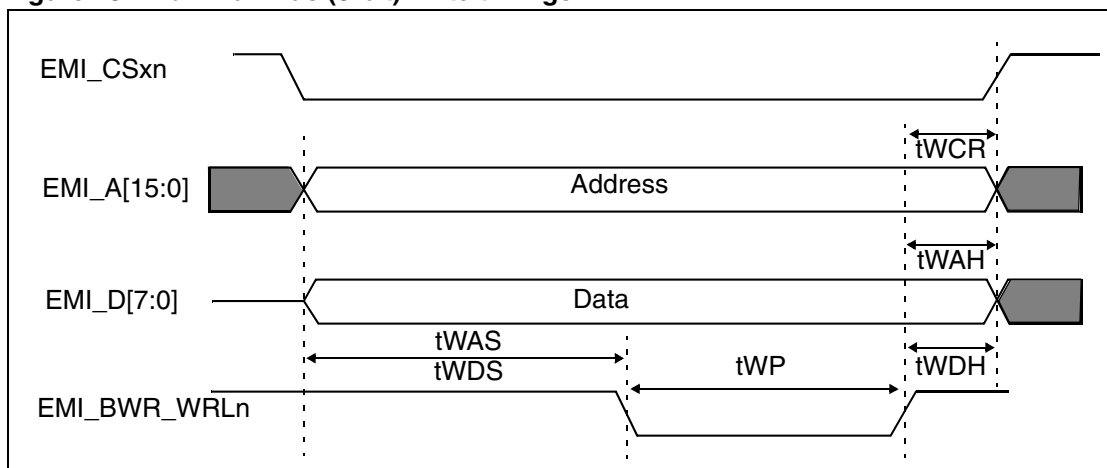 EMI_CSxn
tWCR
EMI_A[15:0]
Address
tWAH
EMI_D[7:0]
Data
tWAS
tWDS
tWP
tWDH
EMI_BWR_WRLn